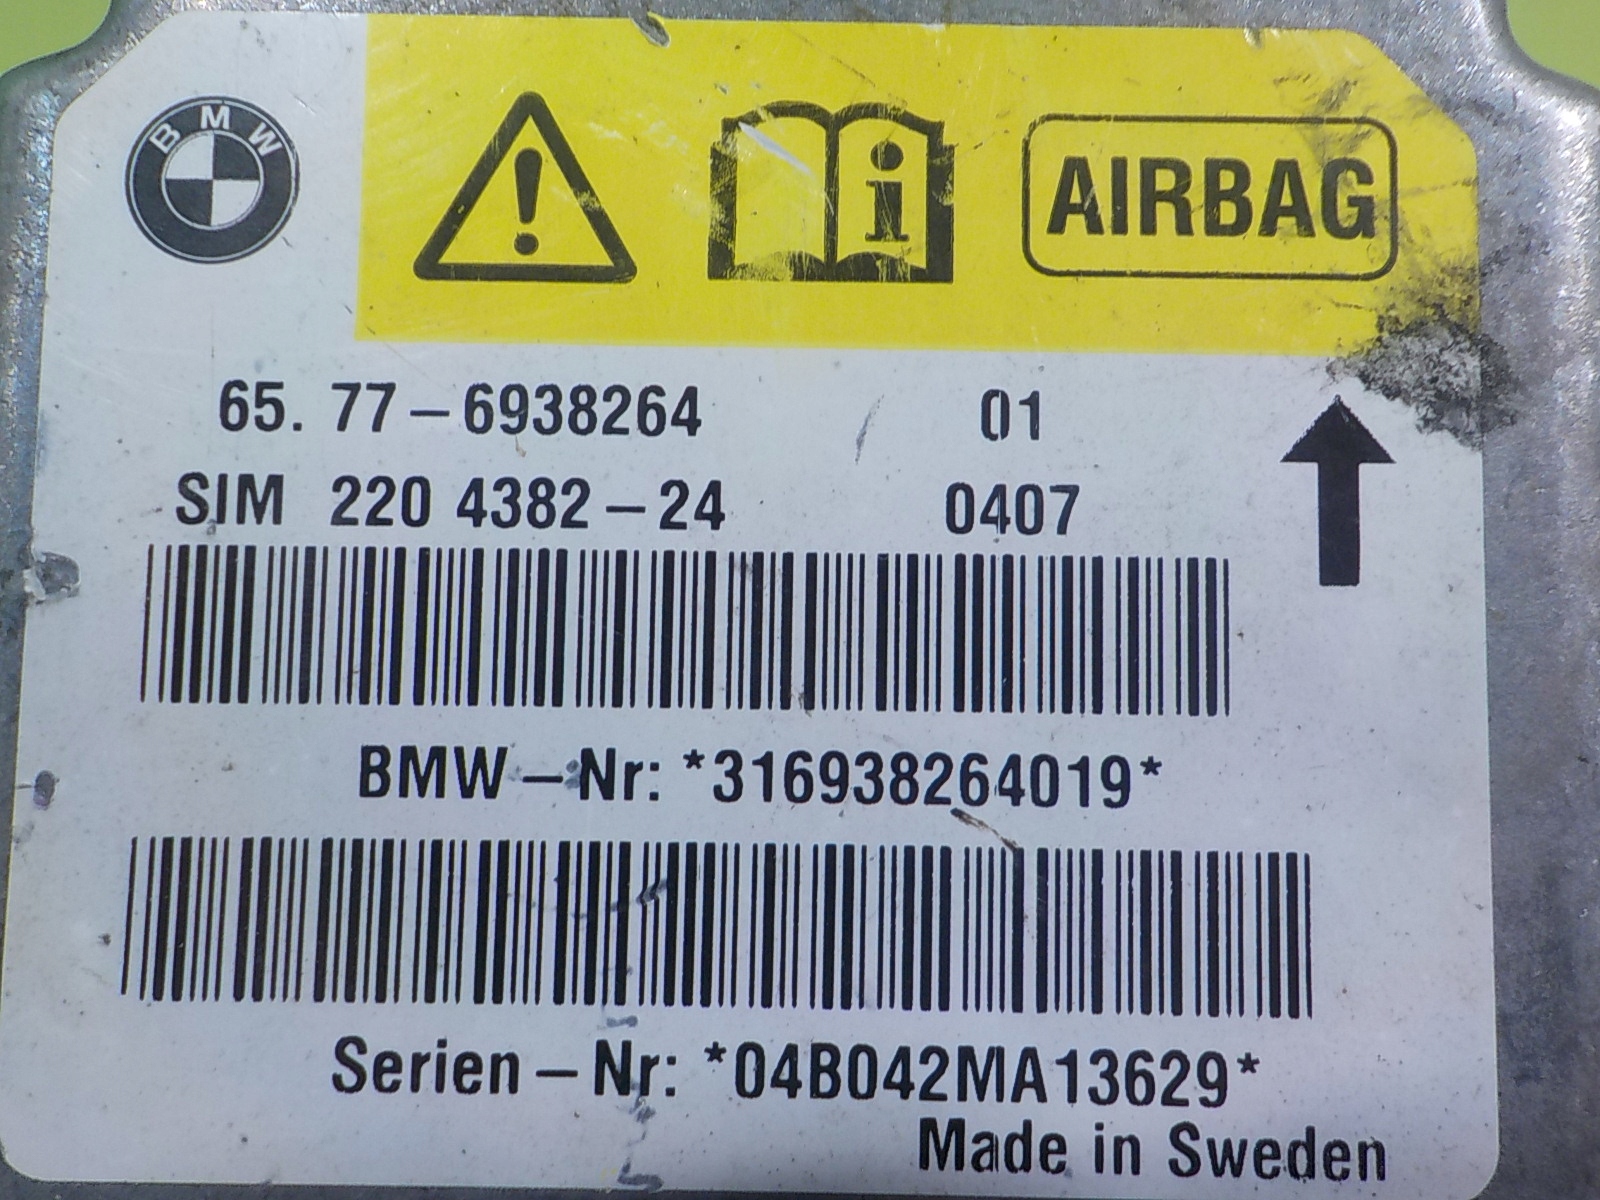 BMW
i
AIRBAG
65. 77-6938264 01
SIM 220 4382-24 0407
BMW-Nr: *316938264019*
Serien-Nr: *04B042MA13629*
Made in Sweden